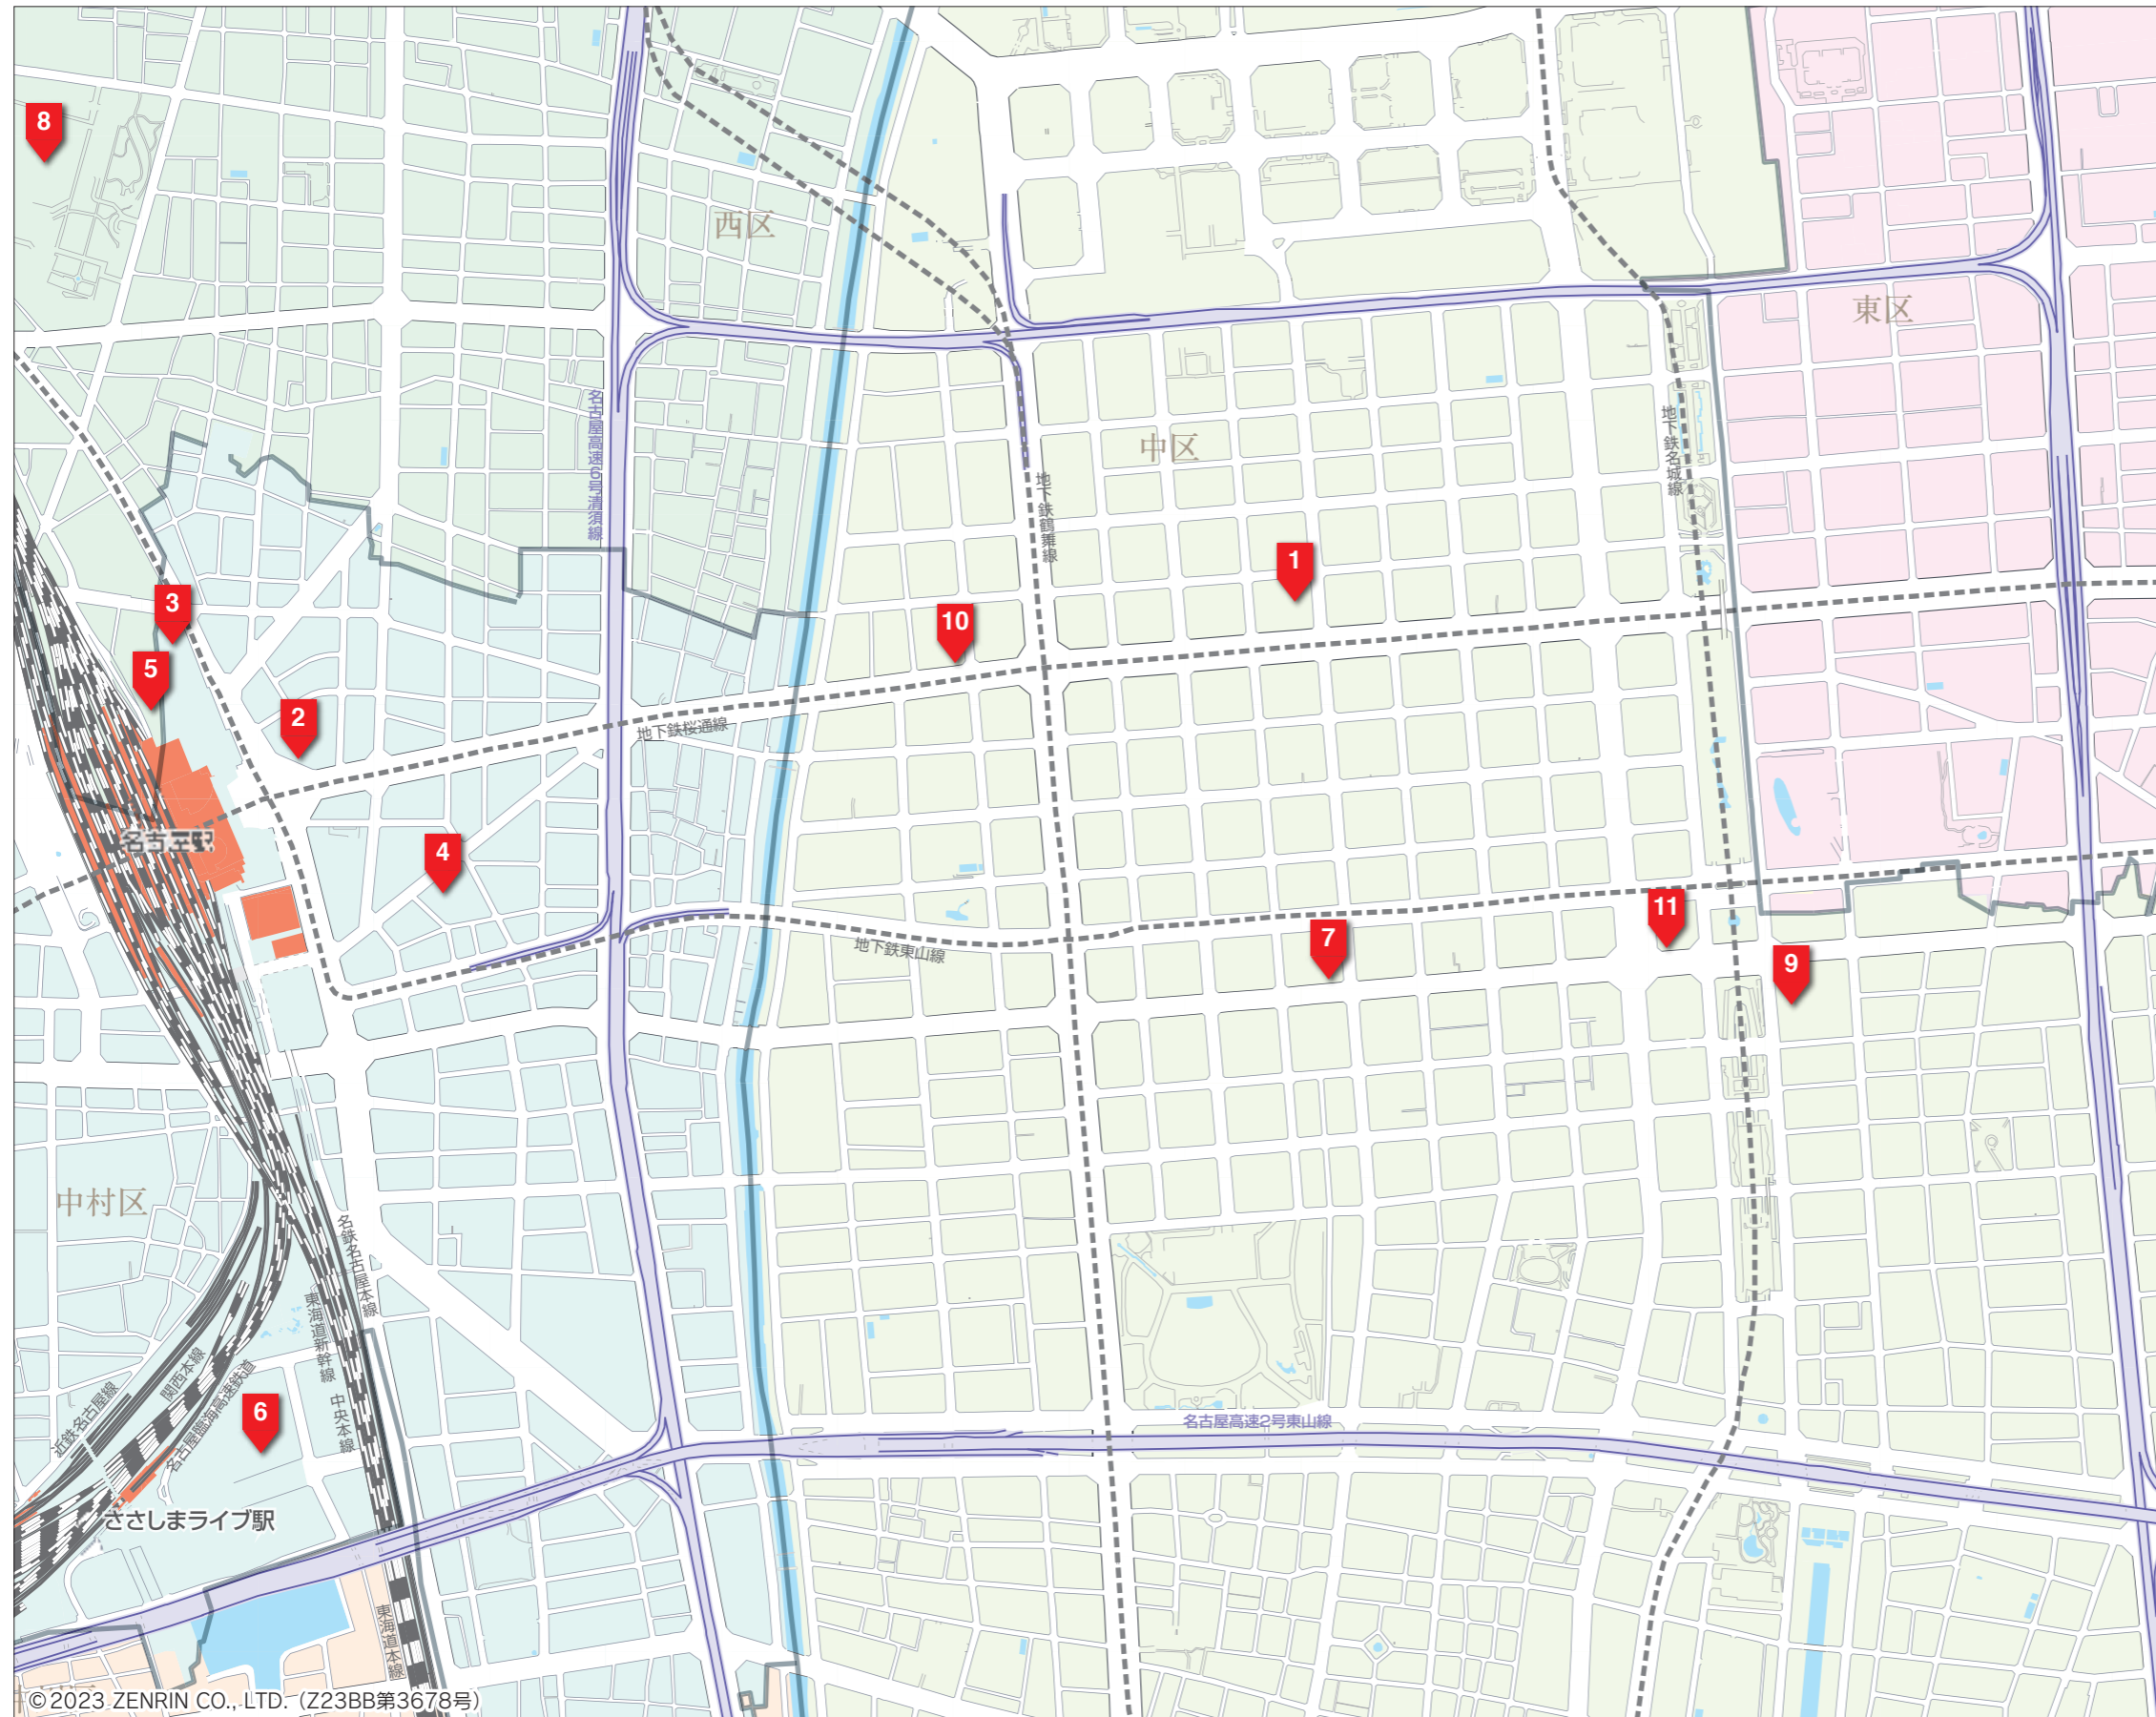 8
西区
東区
名古屋高速6号清須線
地下鉄名城線
中区
地下鉄鶴舞線
1
3
10
5
2
地下鉄桜通線
名古屋駅
4
11
7
地下鉄東山線
9
中村区
名鉄名古屋本線
東海道新幹線
関西本線
近鉄名古屋線
名古屋臨海高速鉄道
中央本線
6
名古屋高速2号東山線
ささしまライブ駅
東海道本線
©2023 ZENRIN CO., LTD.（Z23BB第3678号）